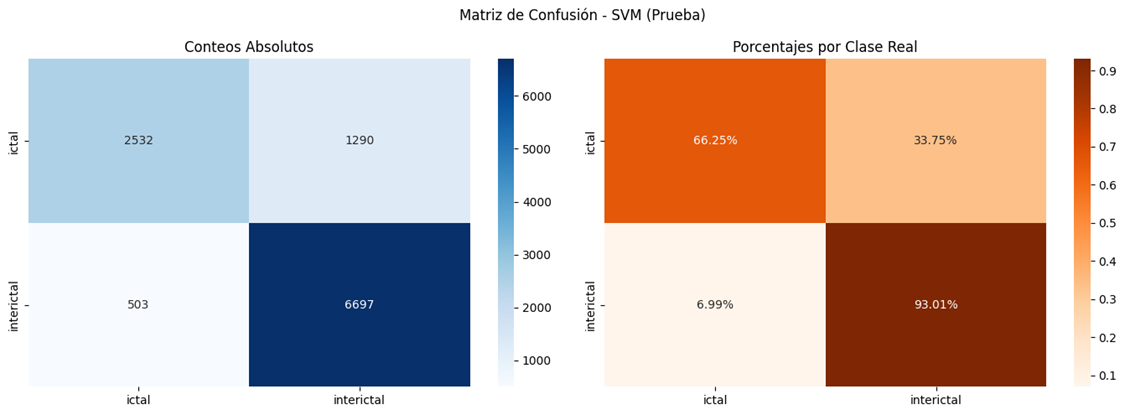 Matriz de Confusión - SVM (Prueba)
Conteos Absolutos
ictal
interictal
2532
1290
503
6697
ictal
interictal
6000
5000
4000
3000
2000
1000
Porcentajes por Clase Real
ictal
interictal
66.25%
33.75%
6.99%
93.01%
ictal
interictal
0.9
0.8
0.7
0.6
0.5
0.4
0.3
0.2
0.1